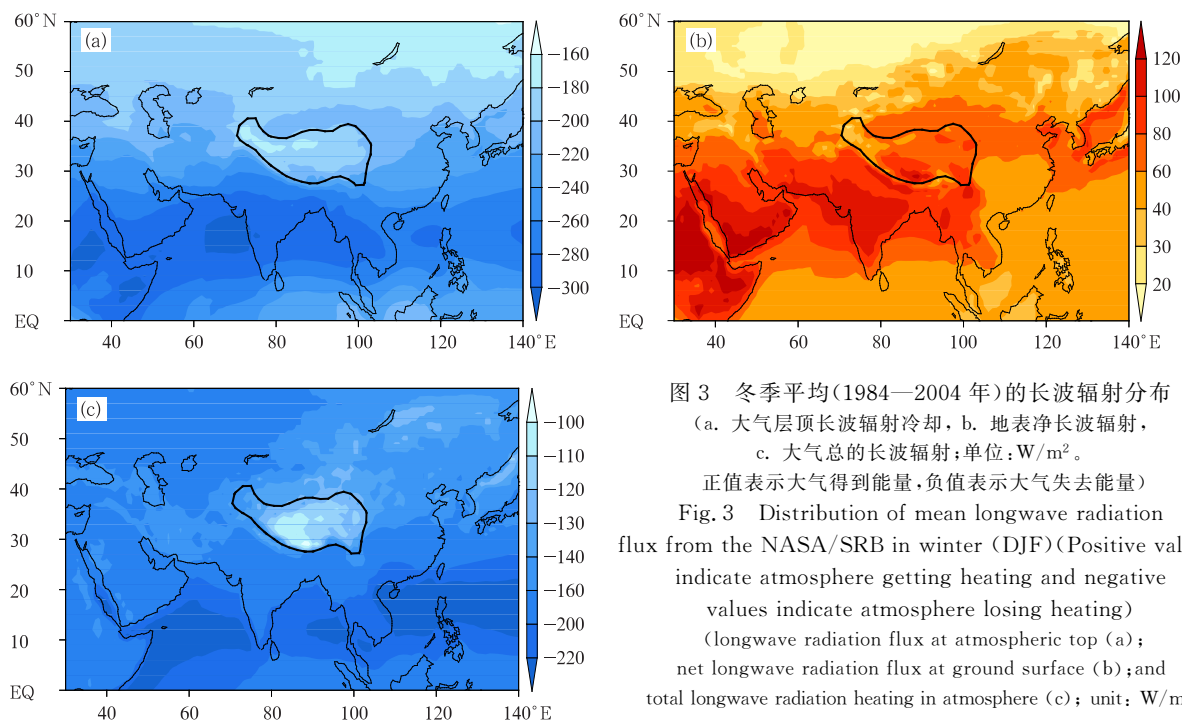 60°N
(a)
50
40
30
20
10
EQ
40
60
80
100
120
140°E
−160
−180
−200
−220
−240
−260
−280
−300
60°N
(b)
50
40
30
20
10
EQ
40
60
80
100
120
140°E
120
100
80
60
40
30
20
60°N
(c)
50
40
30
20
10
EQ
40
60
80
100
120
140°E
−100
−110
−130
−140
−160
−200
−220
图 3 冬季平均(1984—2004 年)的长波辐射分布
(a. 大气层顶长波辐射冷却, b. 地表净长波辐射,
c. 大气总的长波辐射;单位:W/m²。
正值表示大气得到能量,负值表示大气失去能量)
Fig. 3 Distribution of mean longwave radiation
flux from the NASA/SRB in winter (DJF)(Positive val
indicate atmosphere getting heating and negative
values indicate atmosphere losing heating)
(longwave radiation flux at atmospheric top (a);
net longwave radiation flux at ground surface (b);and
total longwave radiation heating in atmosphere (c); unit: W/m